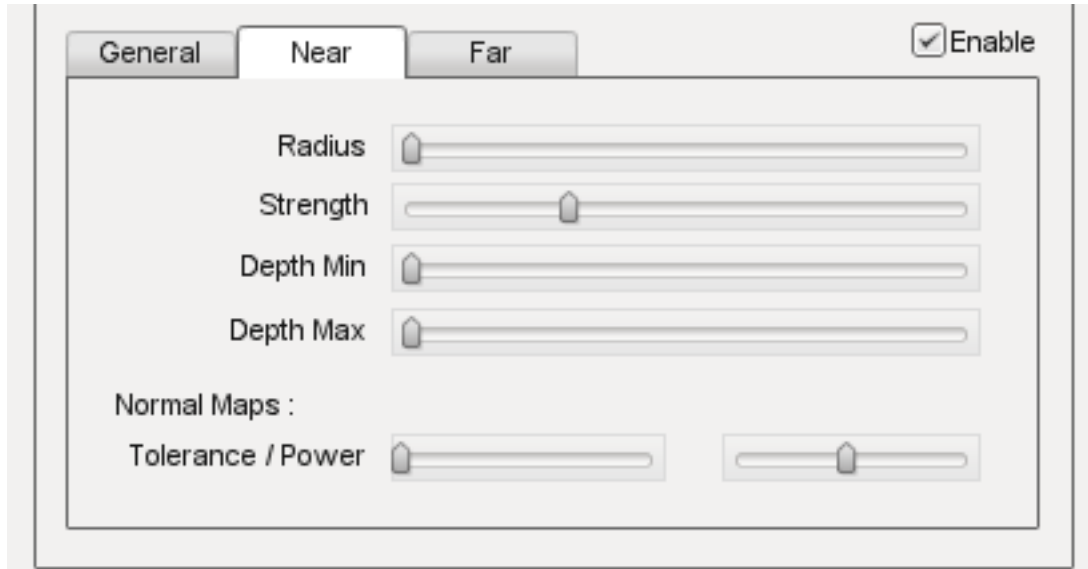 General Near Far Enable
Radius
Strength
Depth Min
Depth Max
Normal Maps :
Tolerance / Power